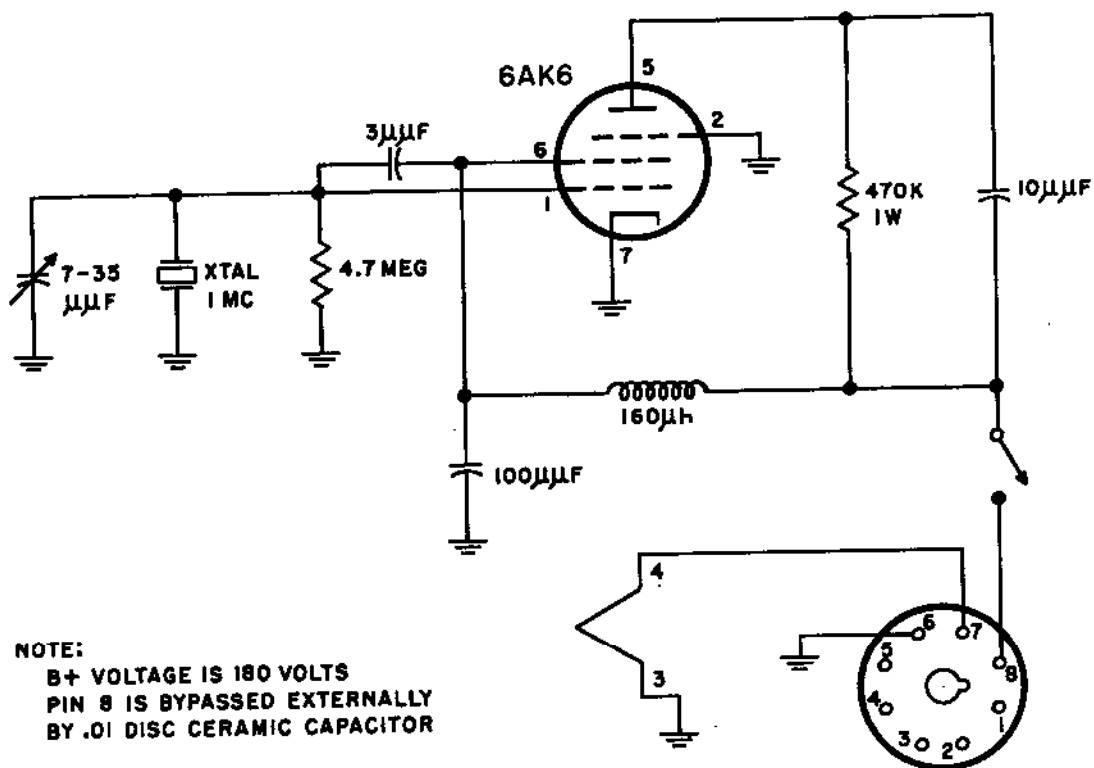 6AK6
5
2
3μμF
6
1
7
470K
1W
10μμF
7-35
μμF
XTAL
1 MC
4.7 MEG
160μh
100μμF
4
3
6
7
5
8
4
3
2
1
NOTE:
B+ VOLTAGE IS 180 VOLTS
PIN 8 IS BYPASSED EXTERNALLY
BY .01 DISC CERAMIC CAPACITOR